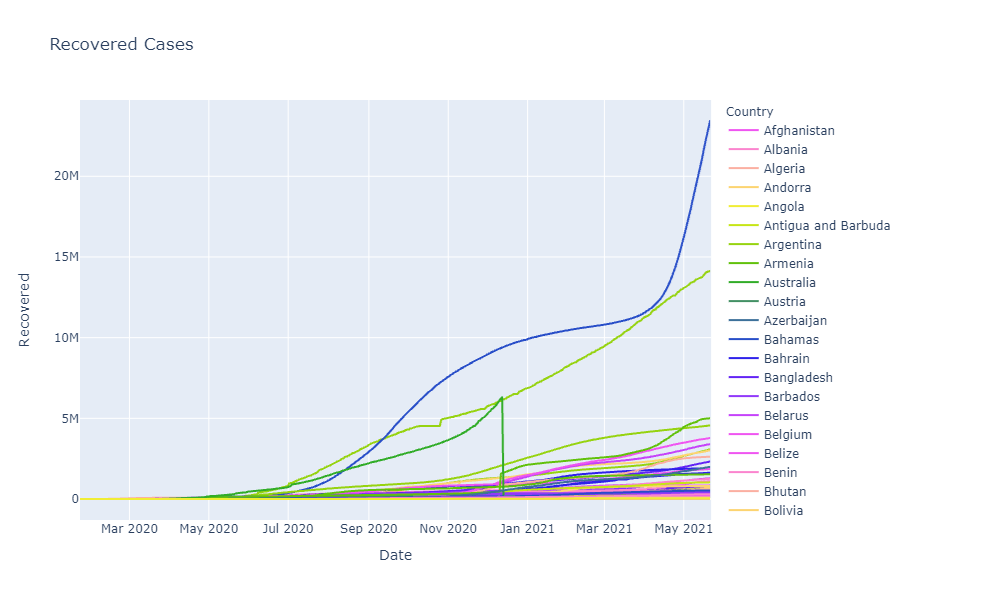 Recovered Cases
Country
Afghanistan
Albania
Algeria
Andorra
Angola
Antigua and Barbuda
Argentina
Armenia
Australia
Austria
Azerbaijan
Bahamas
Bahrain
Bangladesh
Barbados
Belarus
Belgium
Belize
Benin
Bhutan
Bolivia
Recovered
20M
15M
10M
5M
0
Mar 2020 May 2020 Jul 2020 Sep 2020 Nov 2020 Jan 2021 Mar 2021 May 2021
Date